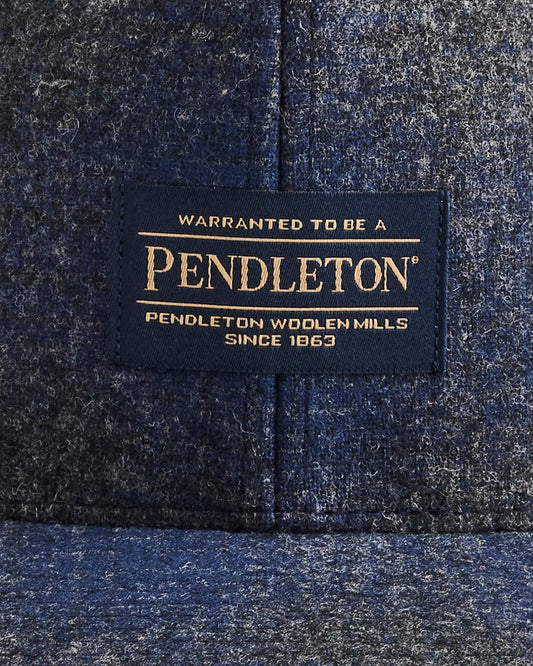 WARRANTED TO BE A
PENDLETON®
PENDLETON WOOLEN MILLS
SINCE 1863